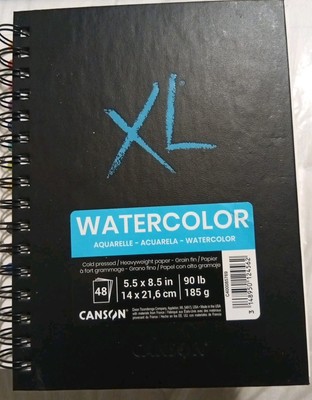 XL
WATERCOLOR
AQUARELLE - ACUARELA - WATERCOLOR
Cold pressed / Heavyweight paper - Grain fin / Papier
à fort grammage - Grano fino / Papel con alto gramaje
48
5.5 x 8.5 in
14 x 21,6 cm
90 lb
185 g
CANSON
CANSON